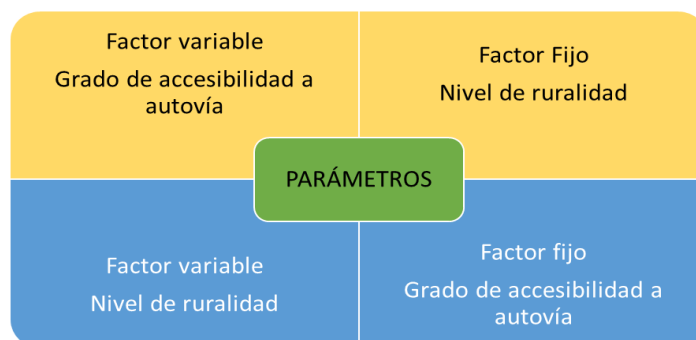 Factor variable
Grado de accesibilidad a
autovía
Factor Fijo
Nivel de ruralidad
PARÁMETROS
Factor variable
Nivel de ruralidad
Factor fijo
Grado de accesibilidad a
autovía